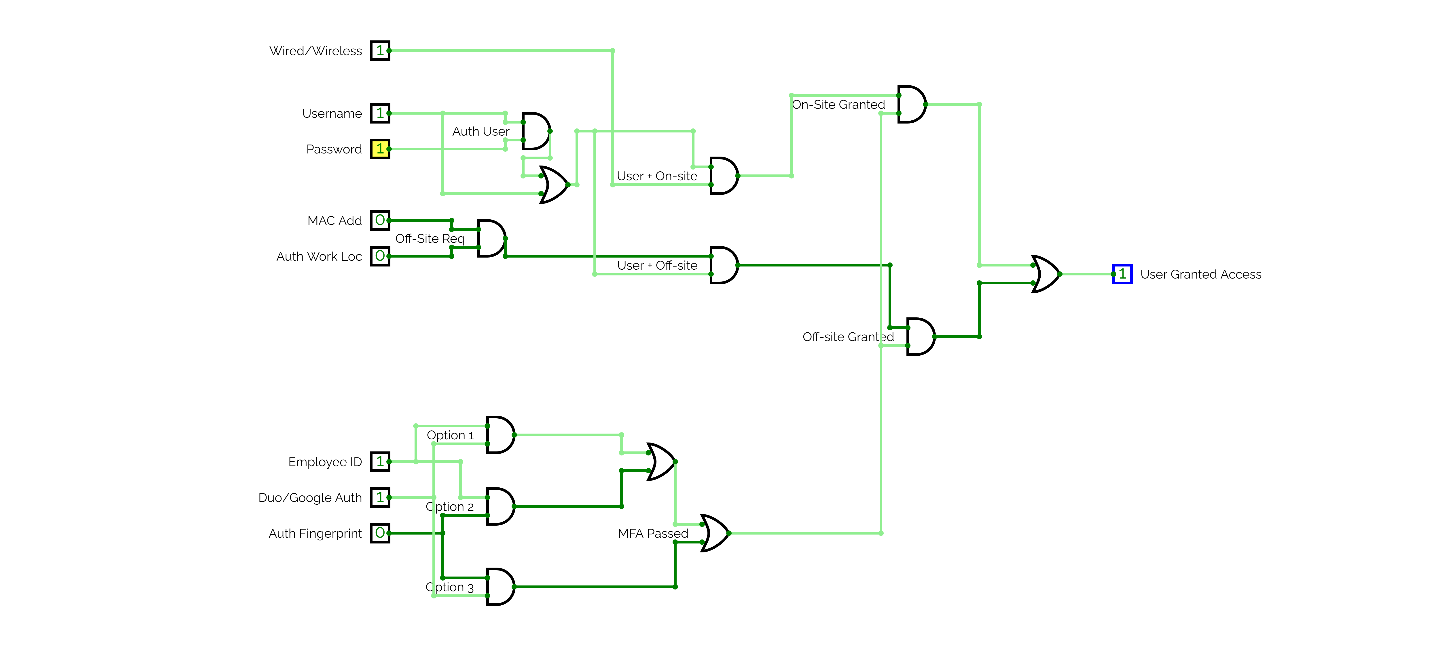 Wired/Wireless 1
Username 1
Auth User
Password 1
On-Site Granted
User + On-site
MAC Add 0
Off-Site Req
Auth Work Loc 0
User + Off-site
1 User Granted Access
Off-site Granted
Option 1
Employee ID 1
Duo/Google Auth 1
Option 2
Auth Fingerprint 0
MFA Passed
Option 3